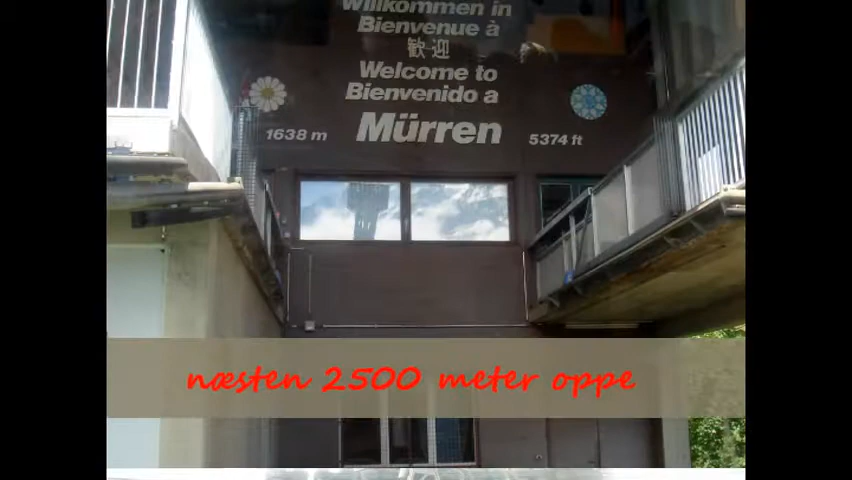 Willkommen in
Bienvenue à
歓迎
Welcome to
Bienvenido a
1638 m Mürren 5374 ft
næsten 2500 meter oppe